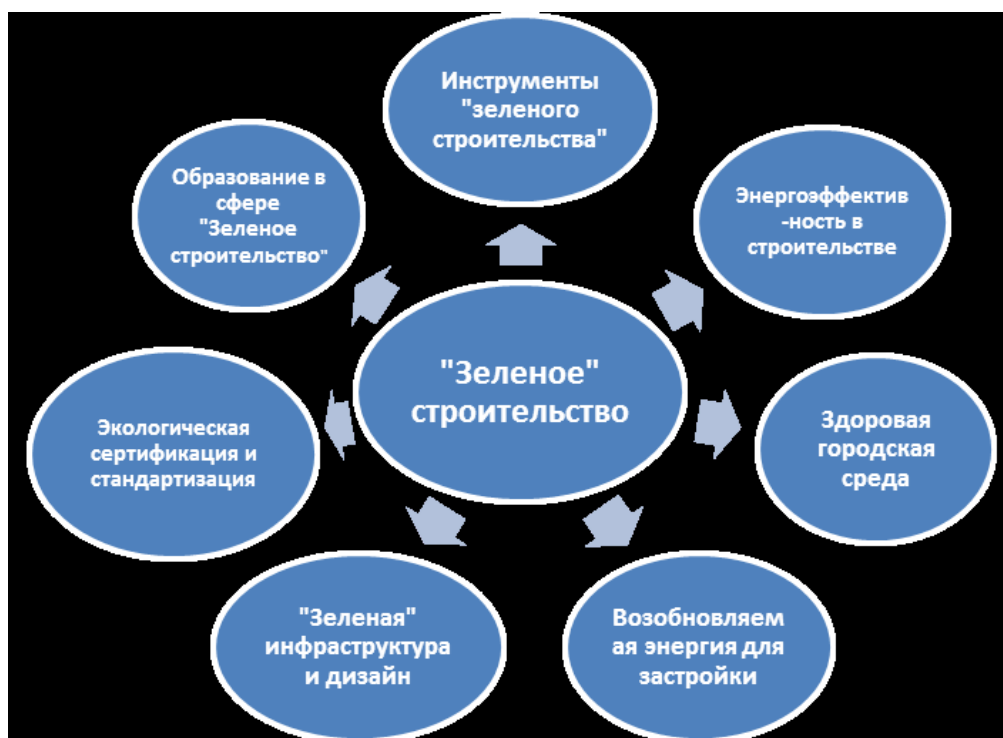 Инструменты
"зеленого
строительства"
Энергоэффектив
-ность в
строительстве
Здоровая
городская
среда
Возобновляем
ая энергия для
застройки
"Зеленая"
инфраструктура
и дизайн
Экологическая
сертификация и
стандартизация
Образование в
сфере
"Зеленое
строительство"
"Зеленое"
строительство